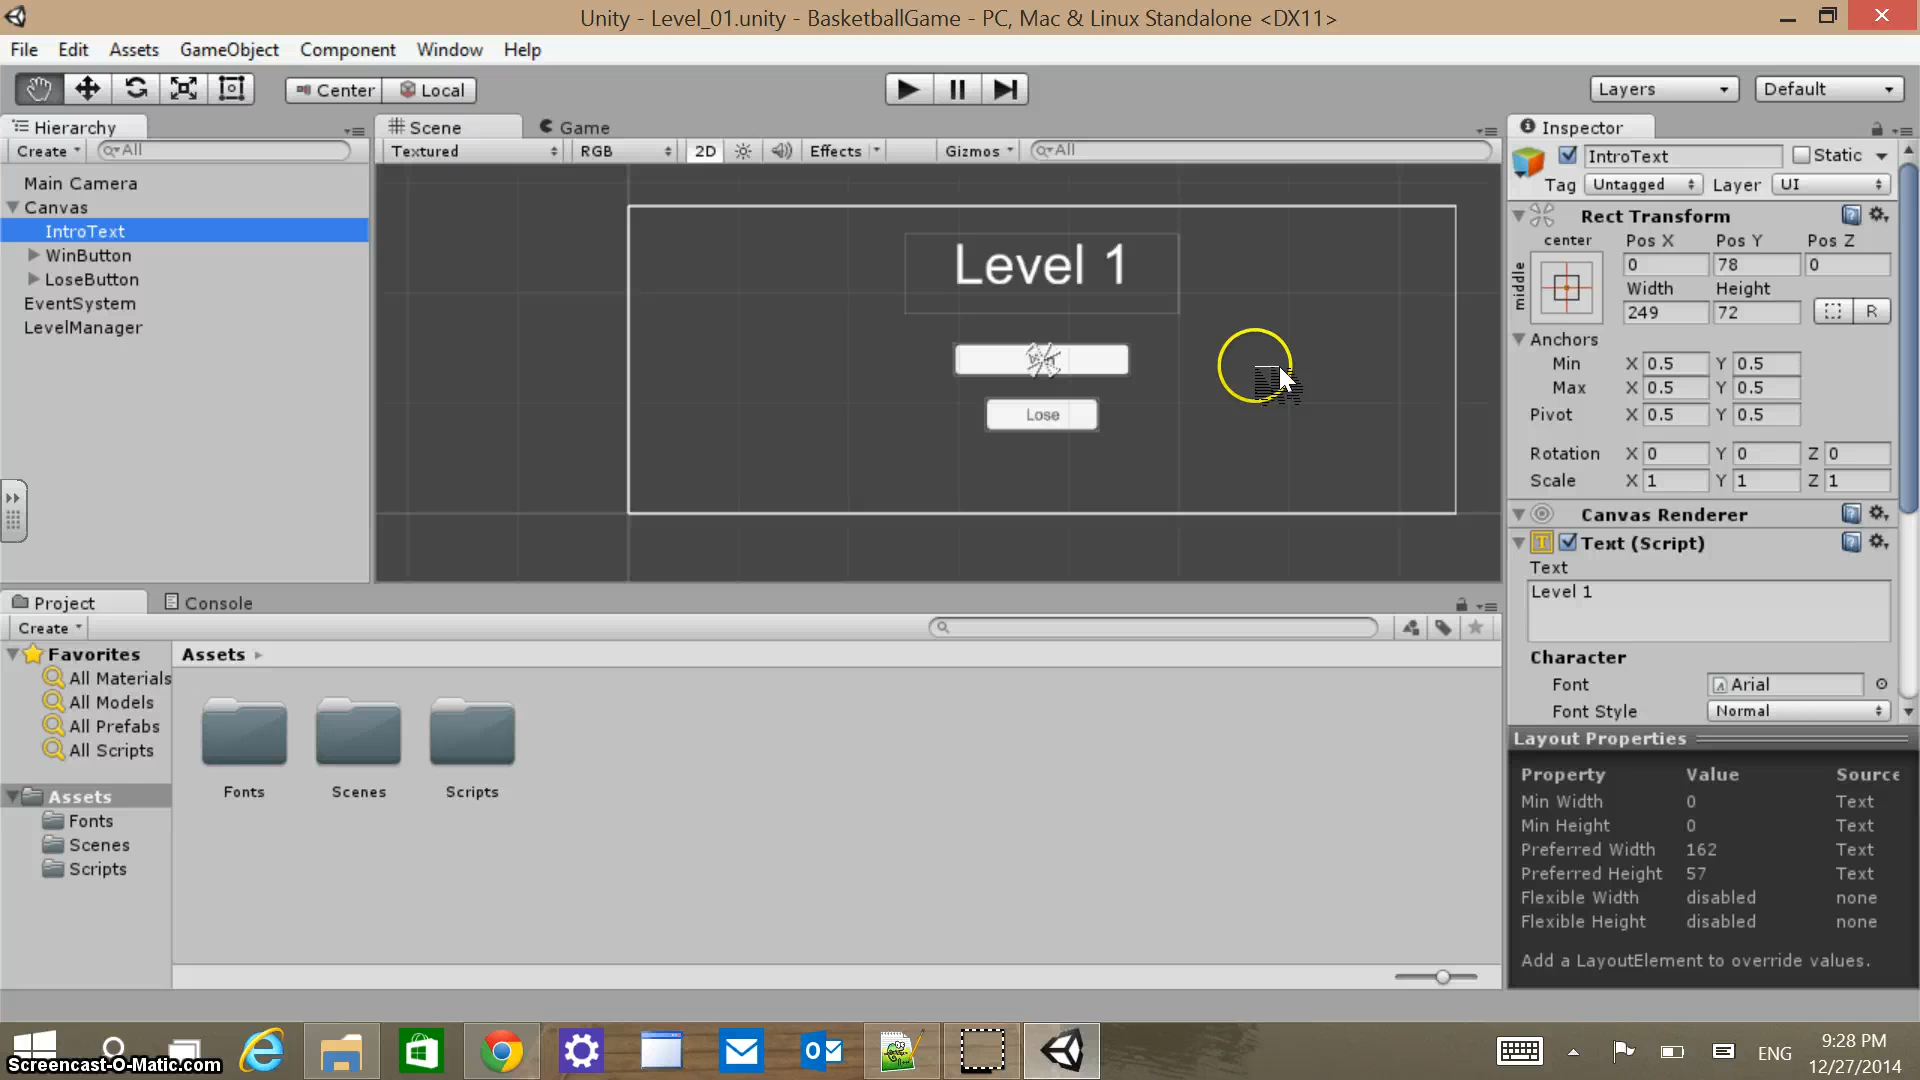 Unity - Level_01.unity - BasketballGame - PC, Mac & Linux Standalone <DX11>
File Edit Assets GameObject Component Window Help
Center Local Layers Default
Hierarchy
Create All
Main Camera
Canvas
IntroText
WinButton
LoseButton
EventSystem
LevelManager
Scene Game
Textured RGB 2D Effects Gizmos All
Level 1
Lose
Inspector
IntroText Static
Tag Untagged Layer UI
Rect Transform
center Pos X Pos Y Pos Z
middle 0 78 0
Width Height
249 72 R
Anchors
Min X 0.5 Y 0.5
Max X 0.5 Y 0.5
Pivot X 0.5 Y 0.5
Rotation X 0 Y 0 Z 0
Scale X 1 Y 1 Z 1
Canvas Renderer
Text (Script)
Text
Level 1
Character
Font Arial
Font Style Normal
Layout Properties
Property Value Source
Min Width 0 Text
Min Height 0 Text
Preferred Width 162 Text
Preferred Height 57 Text
Flexible Width disabled none
Flexible Height disabled none
Add a LayoutElement to override values.
Project Console
Create
Favorites
All Materials
All Models
All Prefabs
All Scripts
Assets
Fonts
Scenes
Scripts
Assets
Fonts Scenes Scripts
Screencast-O-Matic.com
ENG
9:28 PM
12/27/2014